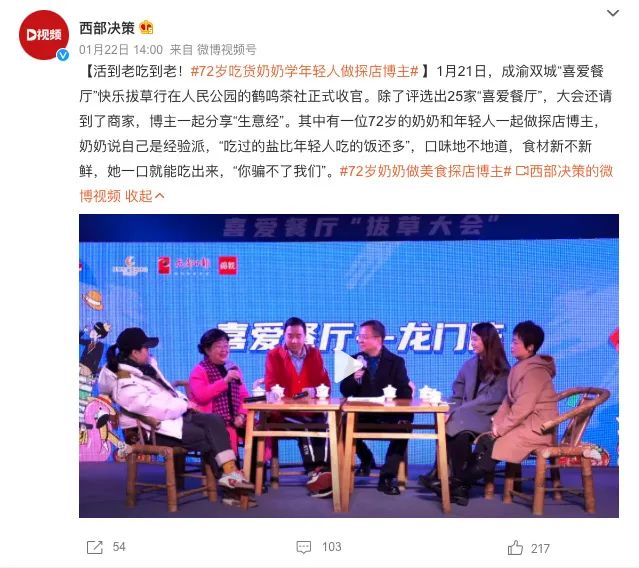 视频
西部决策
01月22日 14:00 来自 微博视频号
【活到老吃到老！#72岁吃货奶奶学年轻人做探店博主# 】1月21日，成渝双城“喜爱餐
厅”快乐拔草行在人民公园的鹤鸣茶社正式收官。除了评选出25家“喜爱餐厅”，大会还请
到了商家，博主一起分享“生意经”。其中有一位72岁的奶奶和年轻人一起做探店博主，
奶奶说自己是经验派，“吃过的盐比年轻人吃的饭还多”，口味地不地道，食材新不新
鲜，她一口就能吃出来，“你骗不了我们”。#72岁奶奶做美食探店博主# 西部决策的微
博视频 收起
喜爱餐厅“拔草大会”
喜爱餐厅 龙门
54
103
217